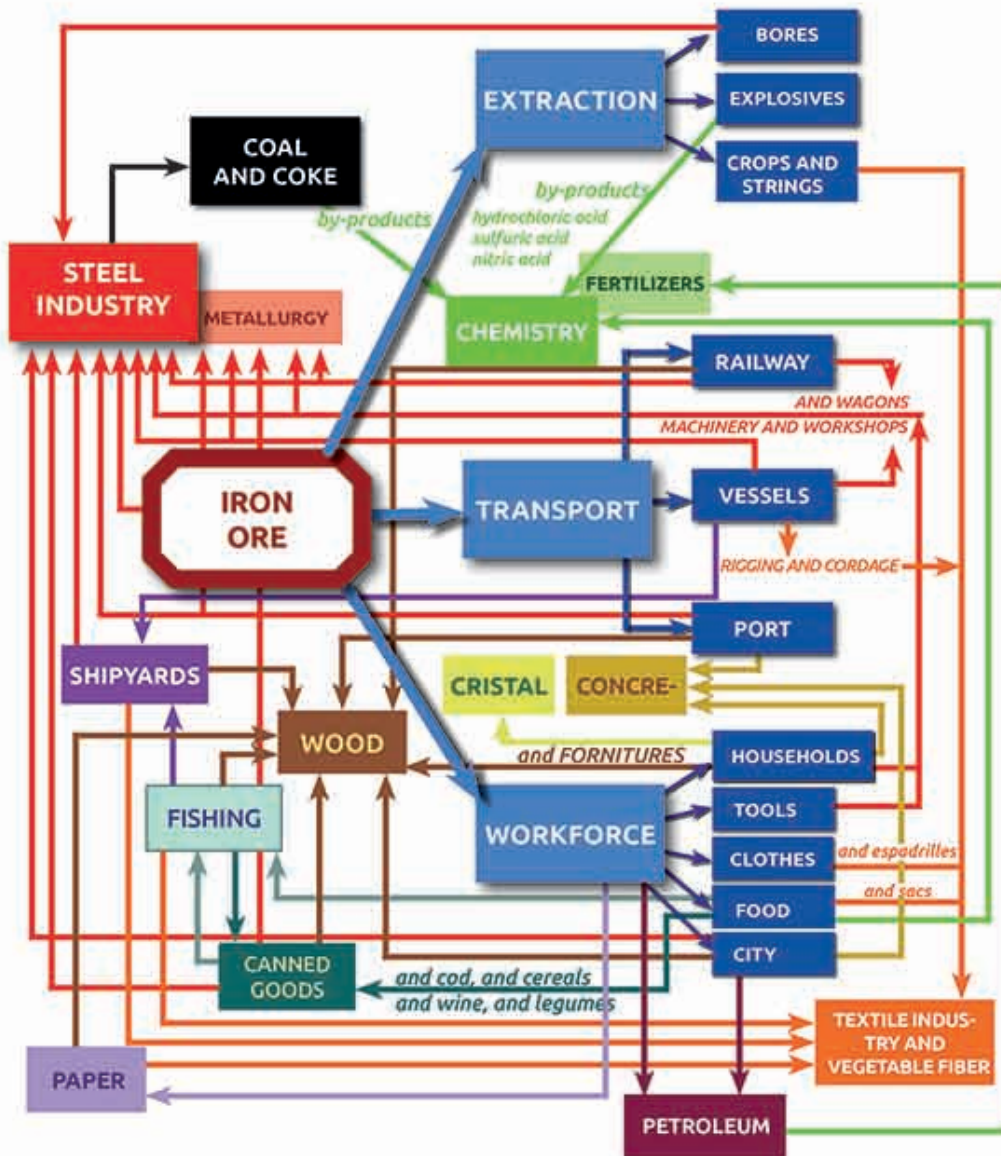 BORES
EXTRACTION
EXPLOSIVES
COAL
AND COKE
CROPS AND
STRINGS
by-products
by-products
hydrochloric acid
sulfuric acid
nitric acid
STEEL
INDUSTRY
FERTILIZERS
METALLURGY
CHEMISTRY
RAILWAY
AND WAGONS
MACHINERY AND WORKSHOPS
IRON
ORE
TRANSPORT
VESSELS
RIGGING AND CORDAGE
PORT
SHIPYARDS
CRISTAL
CONCRE-
WOOD
and FORNITURES
HOUSEHOLDS
FISHING
WORKFORCE
TOOLS
CLOTHES
and espadrilles
FOOD
and sacs
CITY
CANNED
GOODS
and cod, and cereals
and wine, and legumes
TEXTILE INDUS-
TRY AND
VEGETABLE FIBER
PAPER
PETROLEUM